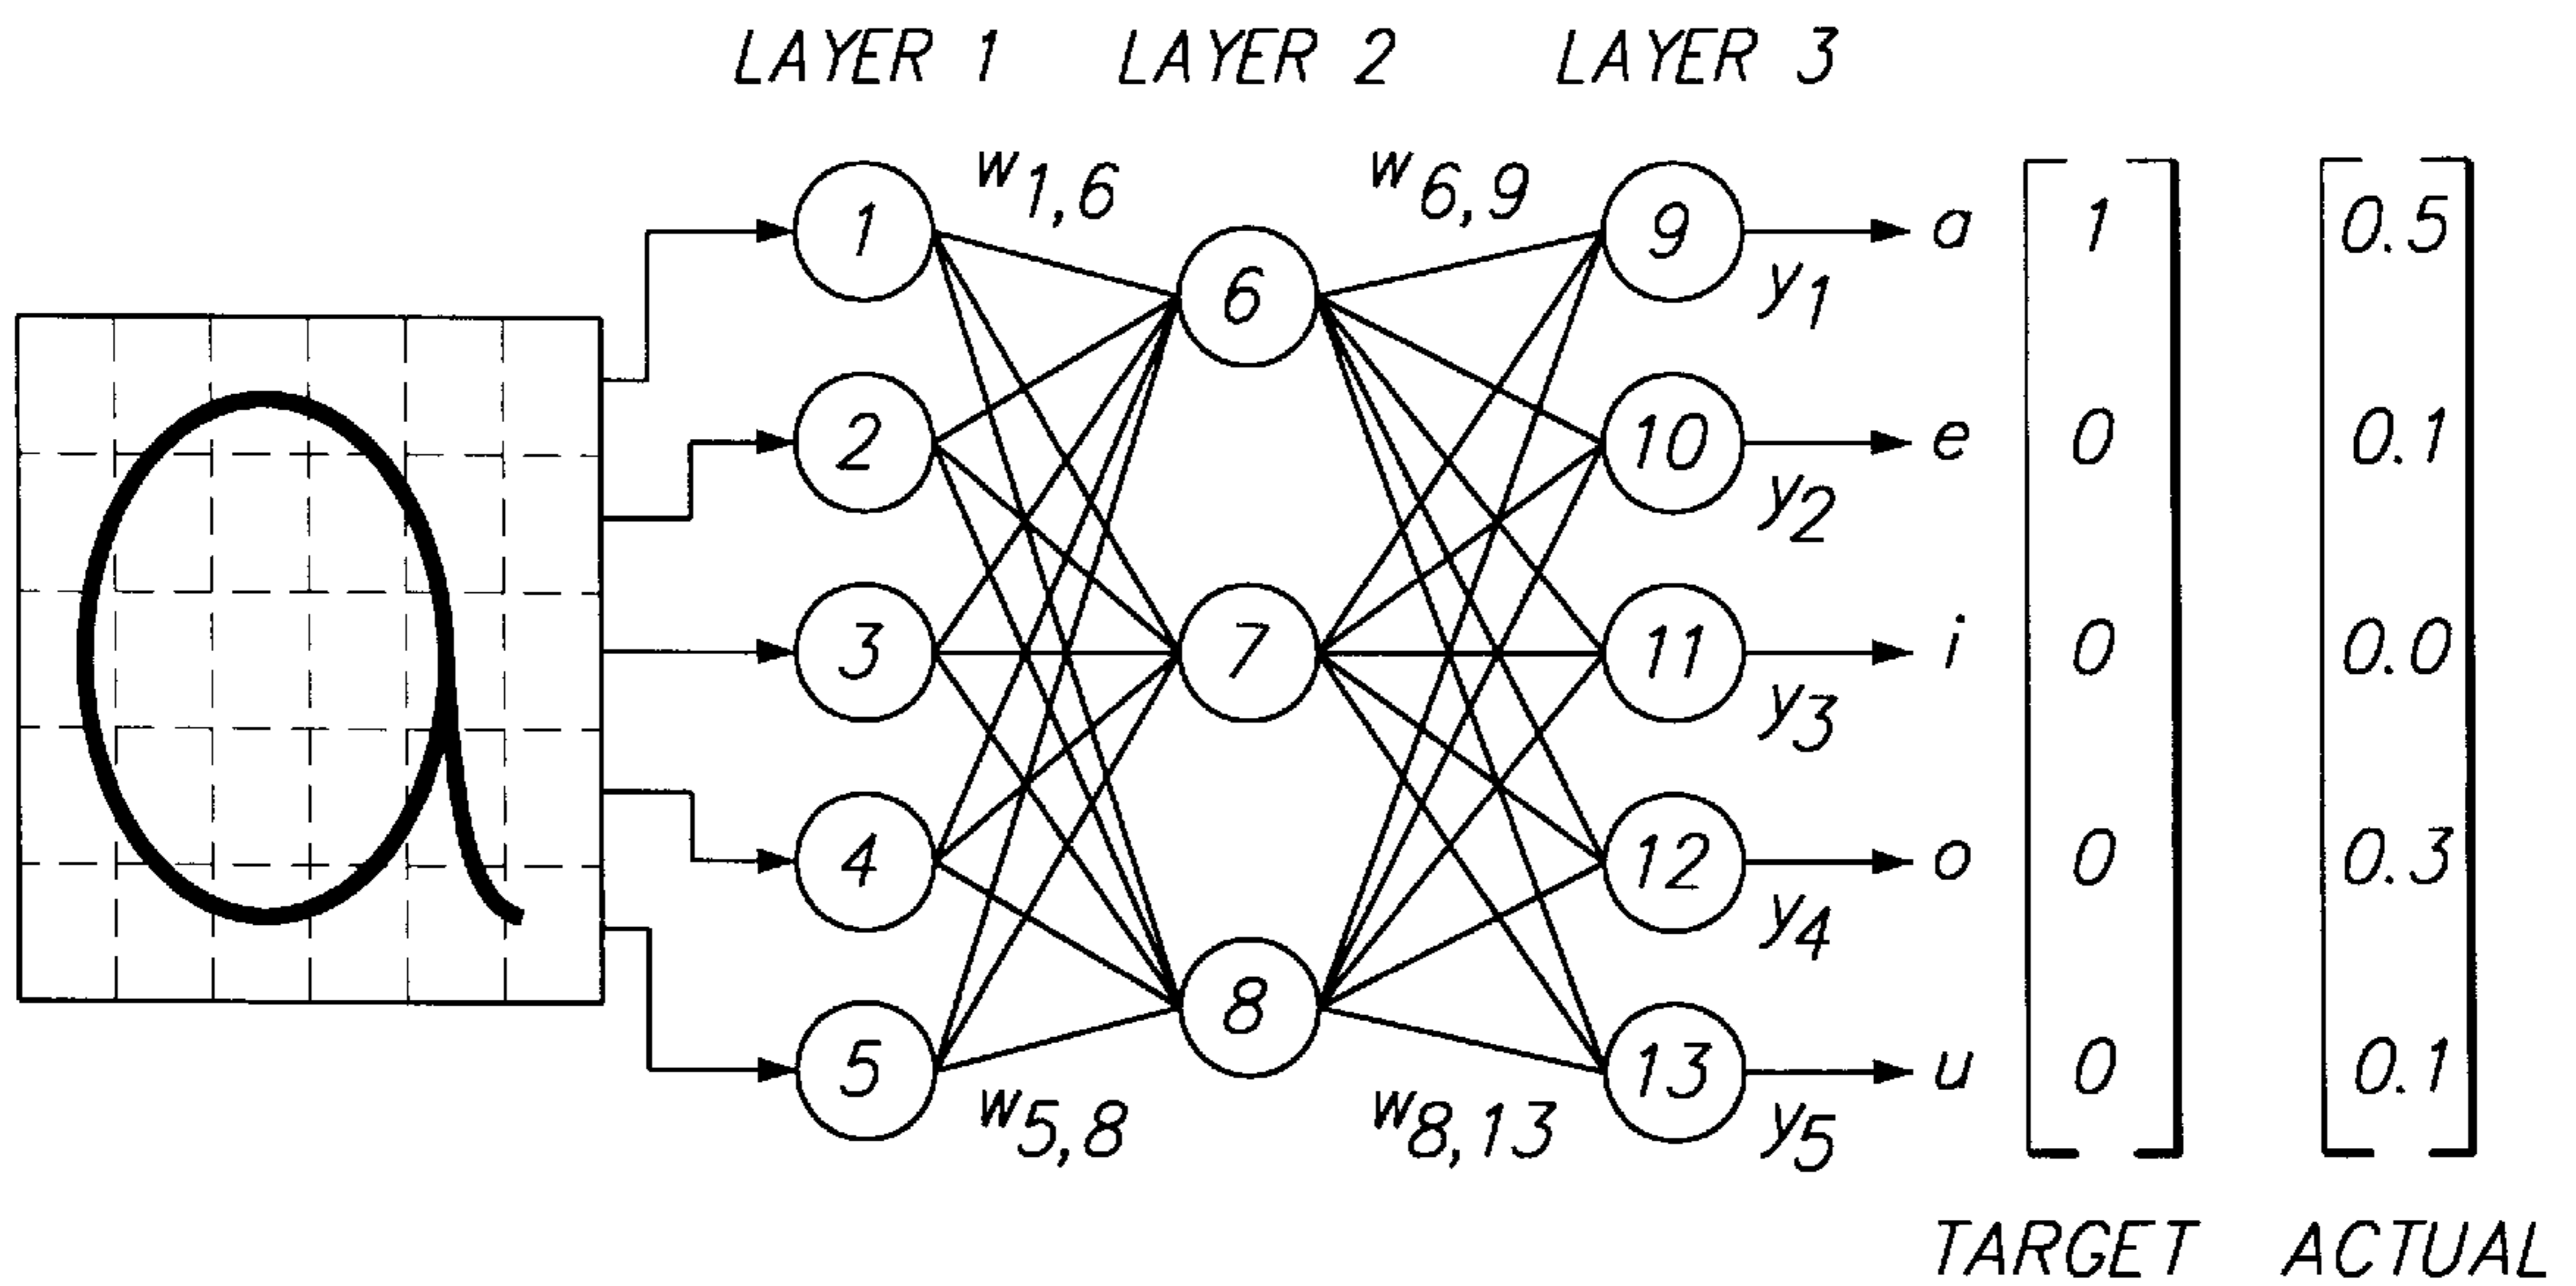 LAYER 1 LAYER 2 LAYER 3
w1,6 w6,9
1 6 9 a 1 0.5
y1
2 10 e 0 0.1
y2
3 7 11 i 0 0.0
y3
4 12 o 0 0.3
y4
5 8 13 u 0 0.1
w5,8 w8,13 y5
TARGET ACTUAL